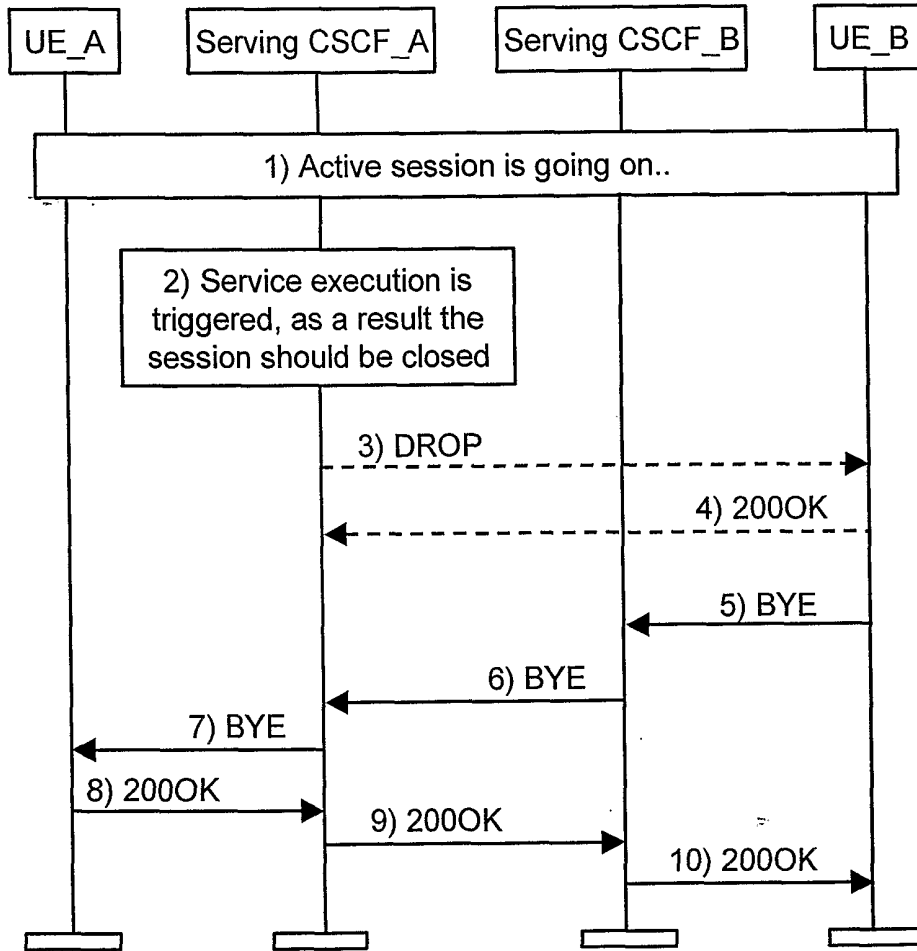 UE_A
Serving CSCF_A
Serving CSCF_B
UE_B
1) Active session is going on..
2) Service execution is
triggered, as a result the
session should be closed
3) DROP
4) 200OK
5) BYE
6) BYE
7) BYE
8) 200OK
9) 200OK
10) 200OK